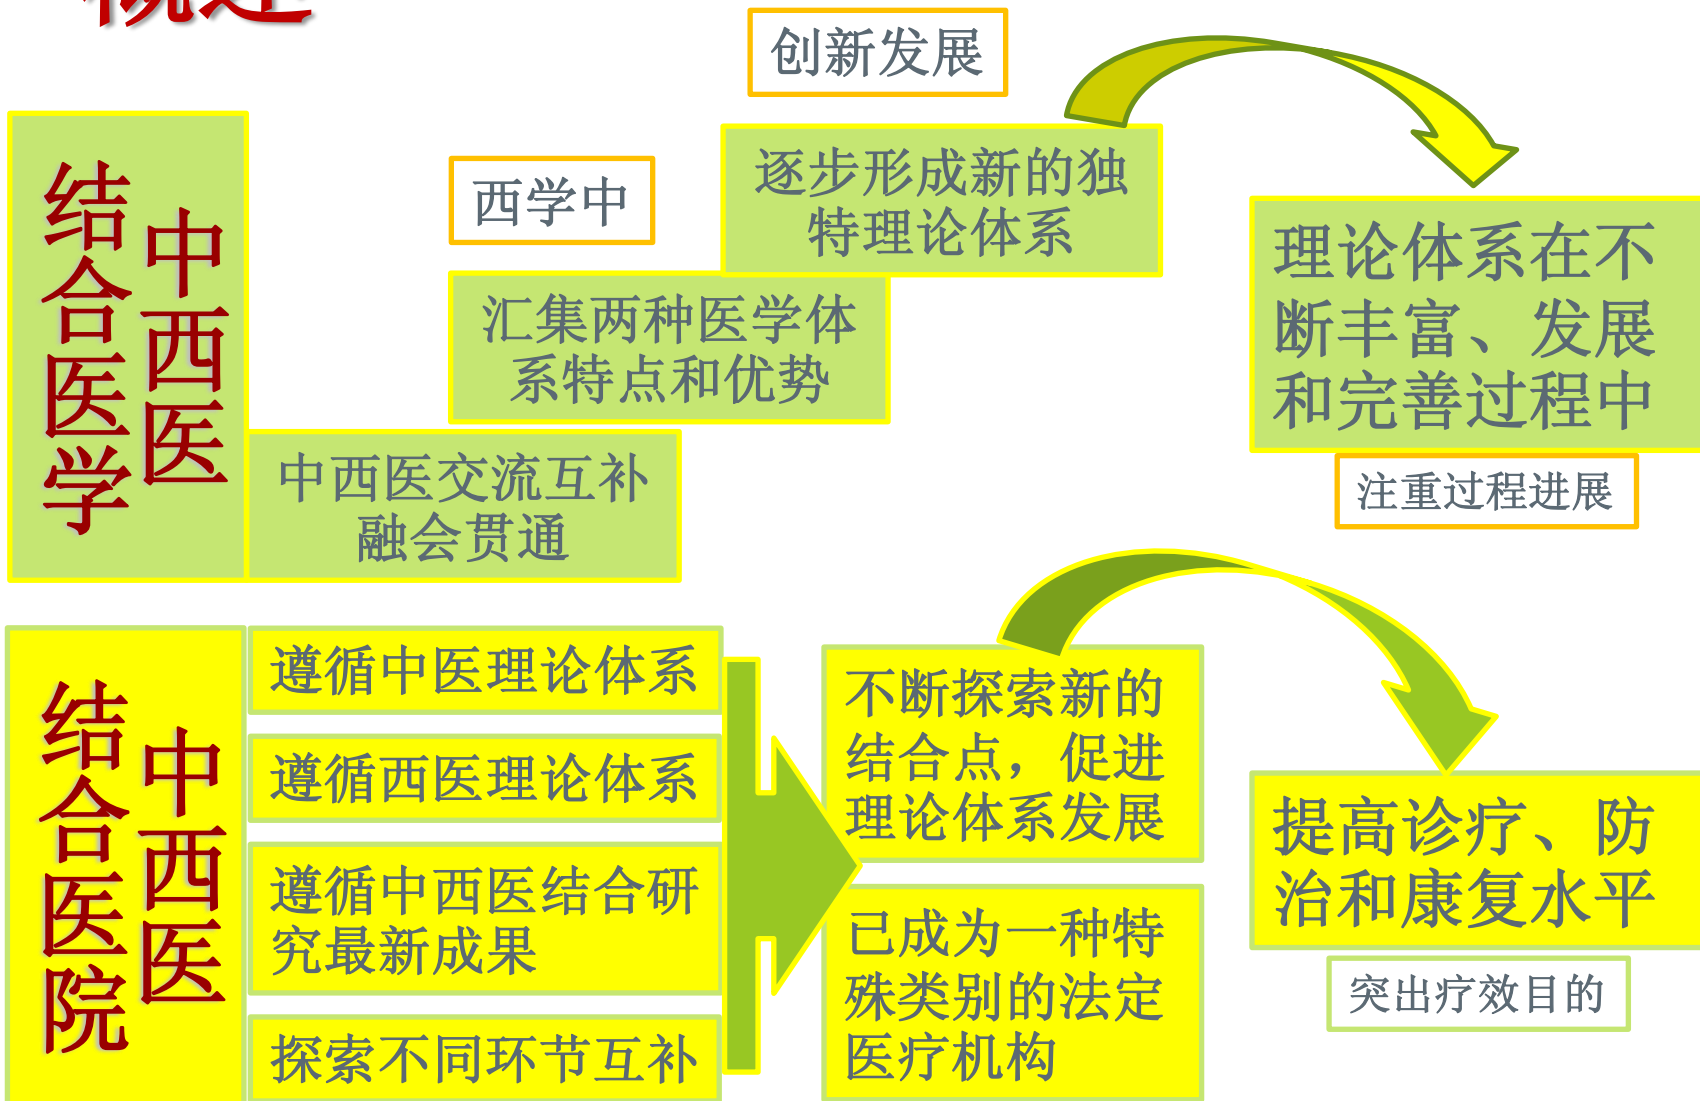 概述
创新发展
西学中
中西医
结合医学
逐步形成新的独
特理论体系
汇集两种医学体
系特点和优势
中西医交流互补
融会贯通
理论体系在不
断丰富、发展
和完善过程中
注重过程进展
中西医
结合医院
遵循中医理论体系
遵循西医理论体系
遵循中西医结合研
究最新成果
探索不同环节互补
不断探索新的
结合点，促进
理论体系发展
已成为一种特
殊类别的法定
医疗机构
提高诊疗、防
治和康复水平
突出疗效目的